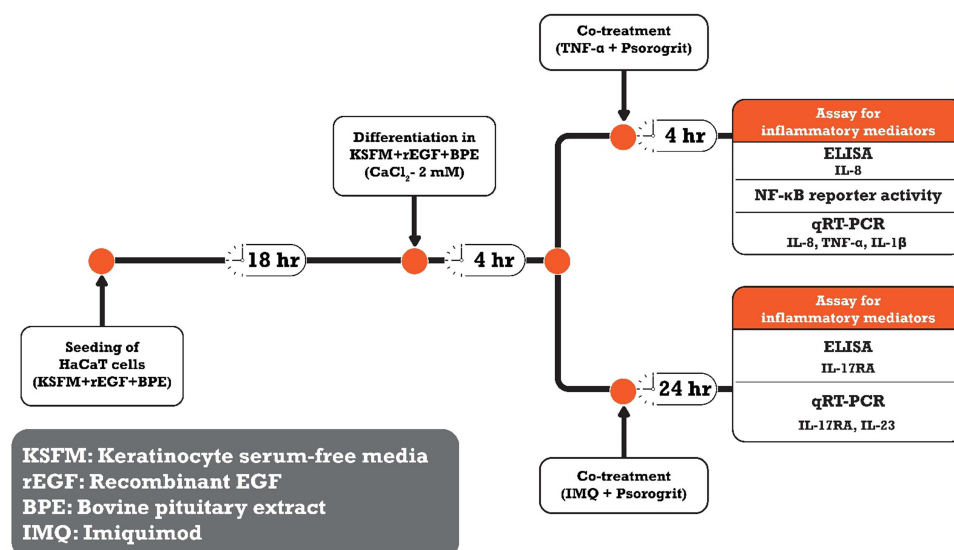 Co-treatment
(TNF-α + Psorogrit)
4 hr
Assay for
inflammatory mediators
ELISA
IL-8
NF-κB reporter activity
qRT-PCR
IL-8, TNF-α, IL-1β
Differentiation in
KSFM+rEGF+BPE
(CaCl₂- 2 mM)
18 hr
4 hr
Seeding of
HaCaT cells
(KSFM+rEGF+BPE)
24 hr
Assay for
inflammatory mediators
ELISA
IL-17RA
qRT-PCR
IL-17RA, IL-23
Co-treatment
(IMQ + Psorogrit)
KSFM: Keratinocyte serum-free media
rEGF: Recombinant EGF
BPE: Bovine pituitary extract
IMQ: Imiquimod